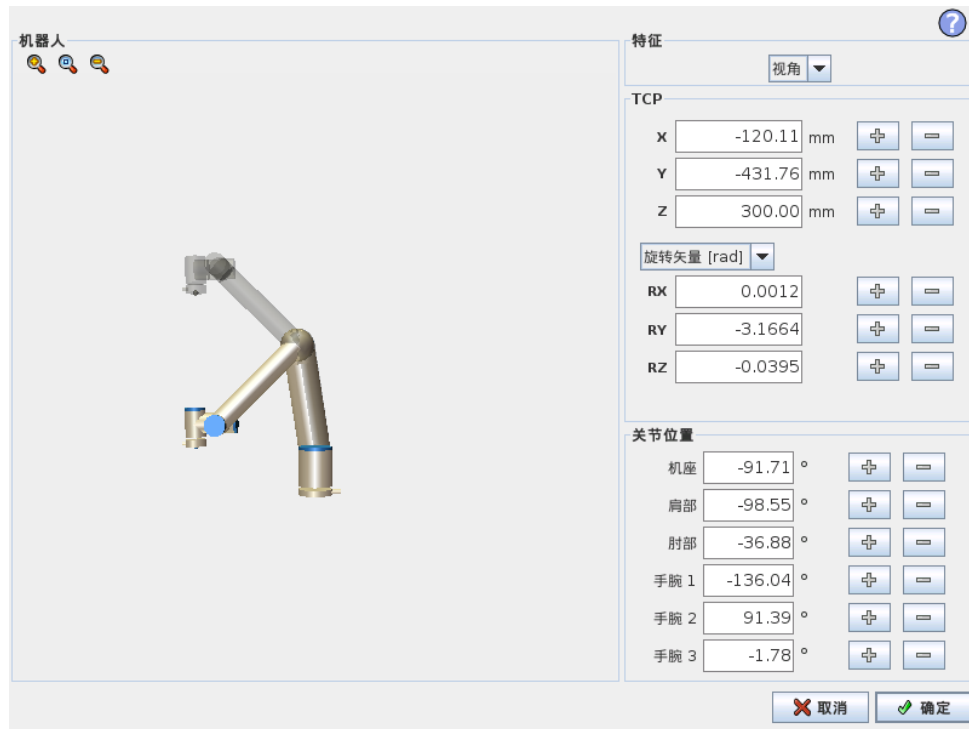 ?
机器人
特征
视角
TCP
X -120.11 mm
Y -431.76 mm
Z 300.00 mm
旋转矢量 [rad]
RX 0.0012
RY -3.1664
RZ -0.0395
关节位置
机座 -91.71 °
肩部 -98.55 °
肘部 -36.88 °
手腕 1 -136.04 °
手腕 2 91.39 °
手腕 3 -1.78 °
取消 确定